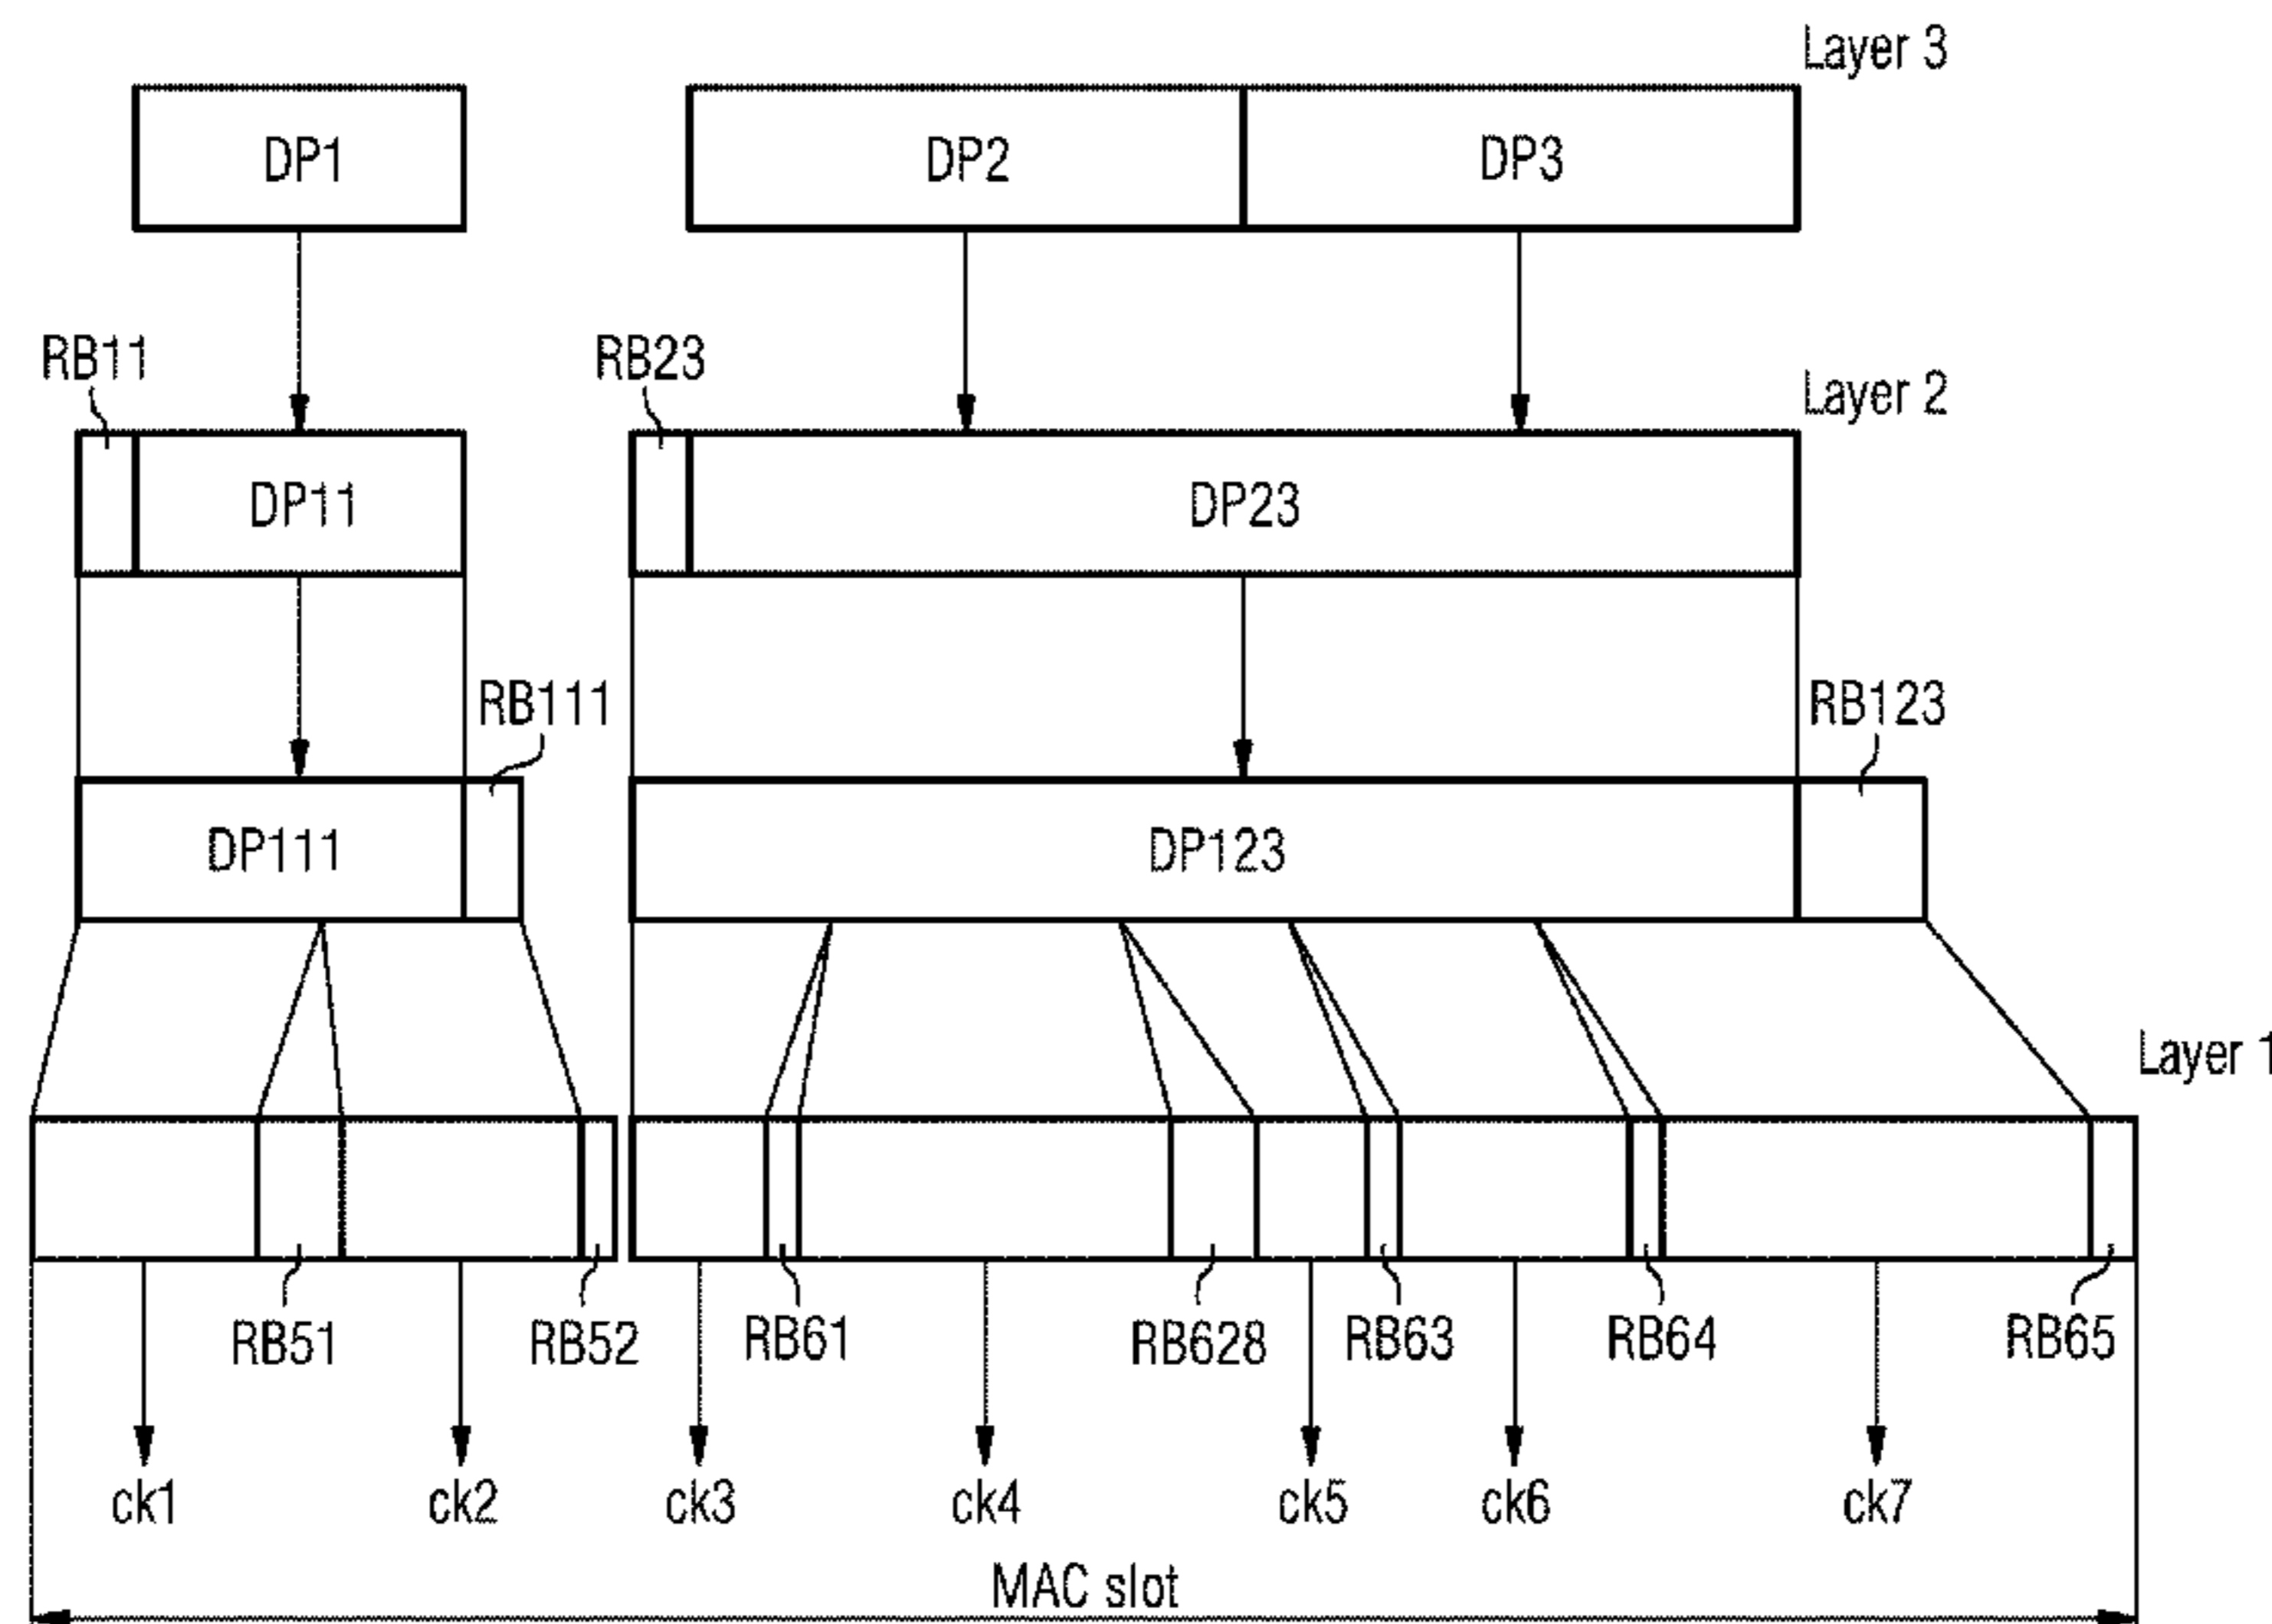 Layer 3
DP1
DP2
DP3
RB11
RB23
Layer 2
DP11
DP23
RB111
RB123
DP111
DP123
Layer 1
RB51
RB52
RB61
RB628
RB63
RB64
RB65
ck1
ck2
ck3
ck4
ck5
ck6
ck7
MAC slot